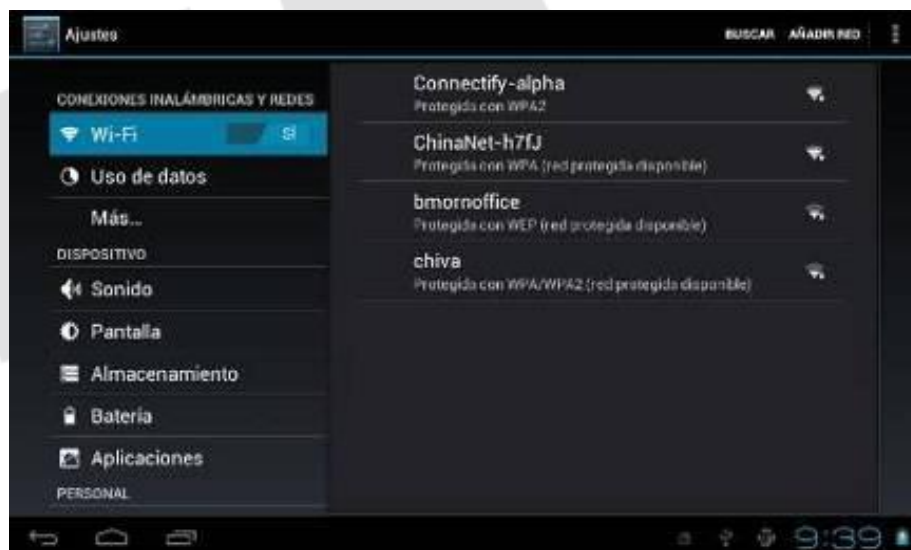 Ajustes
BUSCAR AÑADIR RED
CONEXIONES INALÁMBRICAS Y REDES
Wi-Fi
SÍ
Uso de datos
Más...
DISPOSITIVO
Sonido
Pantalla
Almacenamiento
Batería
Aplicaciones
PERSONAL
Connectify-alpha
Protegida con WPA2
ChinaNet-h7fJ
Protegida con WPA (red protegida disponible)
bmornoffice
Protegida con WEP (red protegida disponible)
chiva
Protegida con WPA/WPA2 (red protegida disponible)
9:39